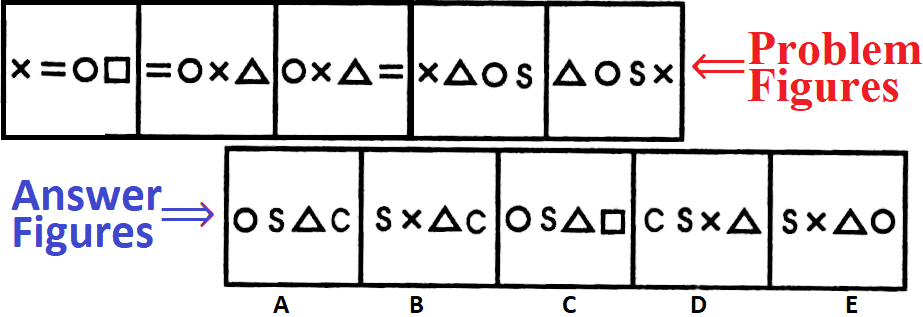 × = ○ □ = ○ × △ ○ × △ = × △ ○ S △ ○ S ×
Problem
Figures
Answer
Figures
○ S △ C S × △ C ○ S △ □ C S × △ S × △ ○
A B C D E